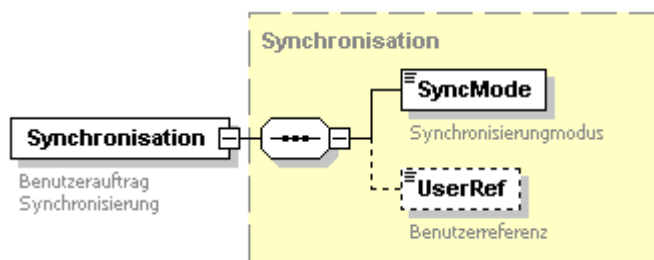 Synchronisation
Synchronisation
Benutzerauftrag
Synchronisierung
SyncMode
Synchronisierungmodus
UserRef
Benutzerreferenz